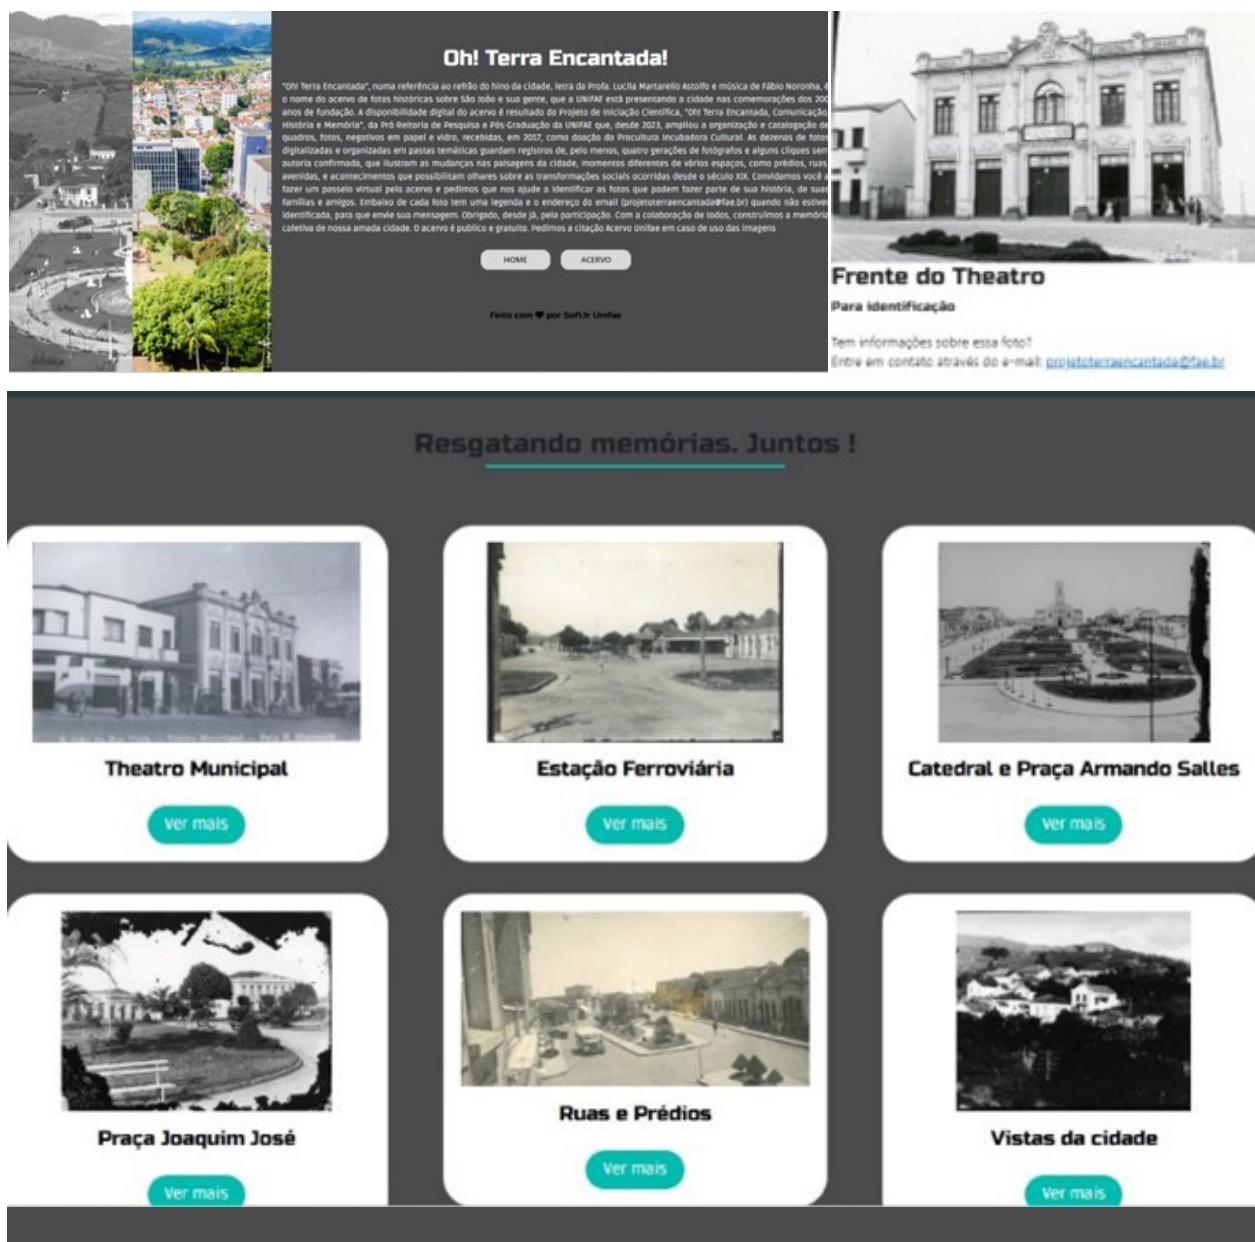 Oh! Terra Encantada!
"Oh! Terra Encantada", numa referência ao refrão do hino da cidade, letra da Profa. Lucila Martarello Astolfo e música de Fábio Noronha, é
o nome do acervo de fotos históricas sobre São João e sua gente, que a UNIFAE está presentando a cidade nas comemorações dos 200
anos de fundação. A disponibilidade digital do acervo é resultado do Projeto de Iniciação Científica, "Oh! Terra Encantada, Comunicação,
História e Memória", da Pró Reitoria de Pesquisa e Pós-Graduação da UNIFAE que, desde 2023, ampliou a organização e catalogação de
quadros, fotos, negativos em papel e vidro, recebidas, em 2017, como doação da Procultura Incubadora Cultural. As dezenas de fotos
digitalizadas e organizadas em pastas temáticas guardam registros de, pelo menos, quatro gerações de fotógrafos e alguns cliques sem
autoria confirmada, que ilustram as mudanças nas paisagens da cidade, momentos diferentes de vários espaços, como prédios, ruas,
avenidas, e acontecimentos que possibilitam olhares sobre as transformações sociais ocorridas desde o século XIX. Convidamos você a
fazer um passeio virtual pelo acervo e pedimos que nos ajude a identificar as fotos que podem fazer parte de sua história, de suas
famílias e amigos. Embaixo de cada foto tem uma legenda e o endereço do email (projetoterraencantada@fae.br) quando não estiver
identificada, para que envie sua mensagem. Obrigado, desde já, pela participação. Com a colaboração de todos, construímos a memória
coletiva de nossa amada cidade. O acervo é publico e gratuito. Pedimos a citação Acervo Unifae em caso de uso das imagens
HOME
ACERVO
Feito com ♥ por SoftJr Unifae
Frente do Theatro
Para identificação
Tem informações sobre essa foto?
Entre em contato através do e-mail: projetoterraencantada@fae.br
Resgatando memórias. Juntos !
Theatro Municipal
Ver mais
Estação Ferroviária
Ver mais
Catedral e Praça Armando Salles
Ver mais
Praça Joaquim José
Ver mais
Ruas e Prédios
Ver mais
Vistas da cidade
Ver mais